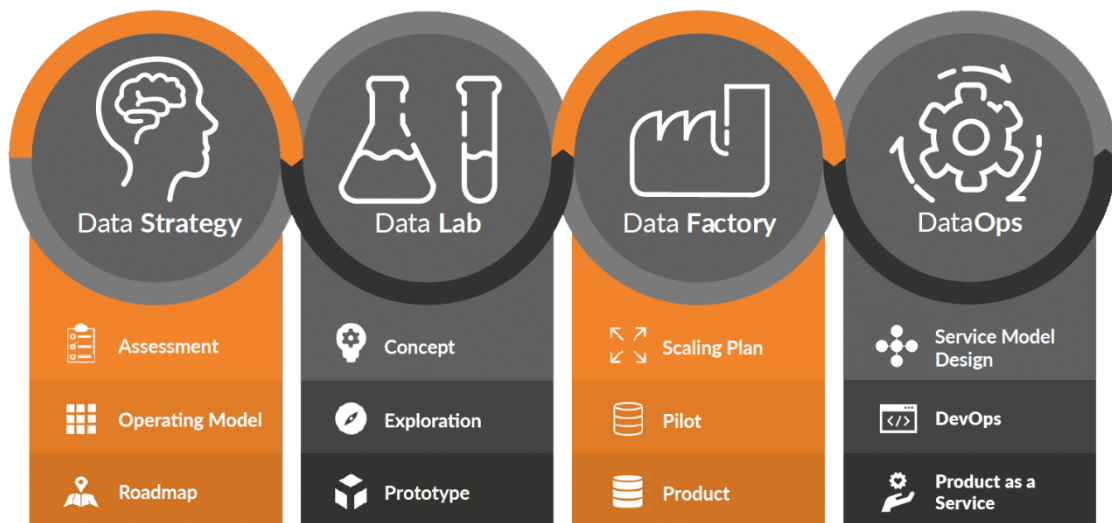 Data Strategy
Data Lab
Data Factory
DataOps
Assessment
Operating Model
Roadmap
Concept
Exploration
Prototype
Scaling Plan
Pilot
Product
Service Model
Design
DevOps
Product as a
Service